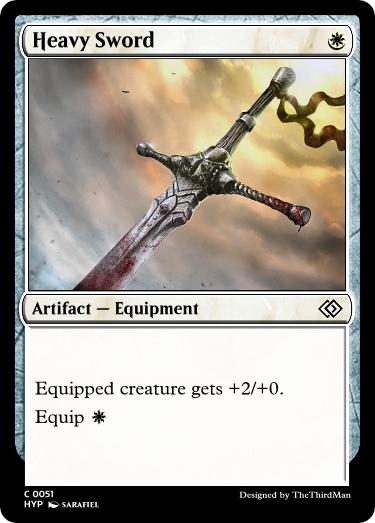 Heavy Sword
Artifact — Equipment
Equipped creature gets +2/+0.
Equip
C 0051
HYP SARAFIEL
Designed by TheThirdMan